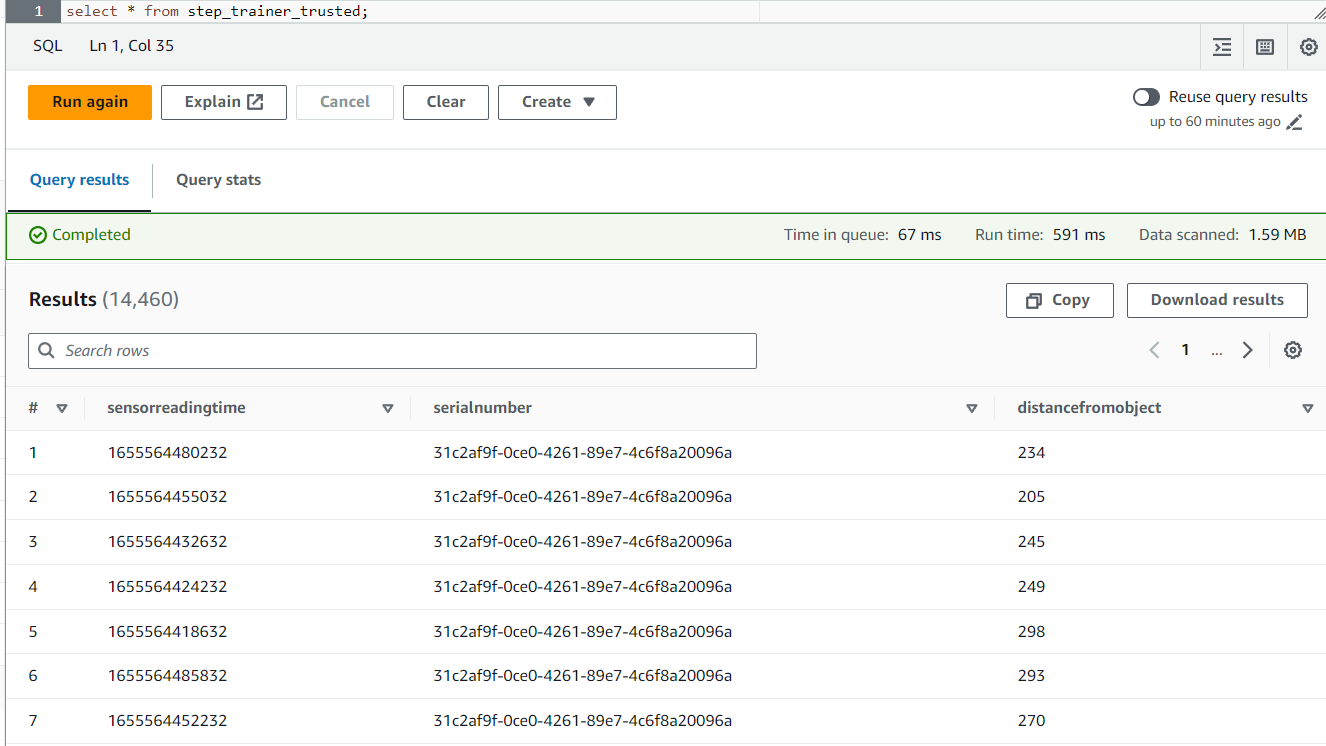 1 select * from step_trainer_trusted;
SQL Ln 1, Col 35
Run again Explain Cancel Clear Create Reuse query results
up to 60 minutes ago
Query results Query stats
Completed Time in queue: 67 ms Run time: 591 ms Data scanned: 1.59 MB
Results (14,460) Copy Download results
Search rows 1 ...
# sensorreadingtime serialnumber distancefromobject
1 1655564480232 31c2af9f-0ce0-4261-89e7-4c6f8a20096a 234
2 1655564455032 31c2af9f-0ce0-4261-89e7-4c6f8a20096a 205
3 1655564432632 31c2af9f-0ce0-4261-89e7-4c6f8a20096a 245
4 1655564424232 31c2af9f-0ce0-4261-89e7-4c6f8a20096a 249
5 1655564418632 31c2af9f-0ce0-4261-89e7-4c6f8a20096a 298
6 1655564485832 31c2af9f-0ce0-4261-89e7-4c6f8a20096a 293
7 1655564452232 31c2af9f-0ce0-4261-89e7-4c6f8a20096a 270